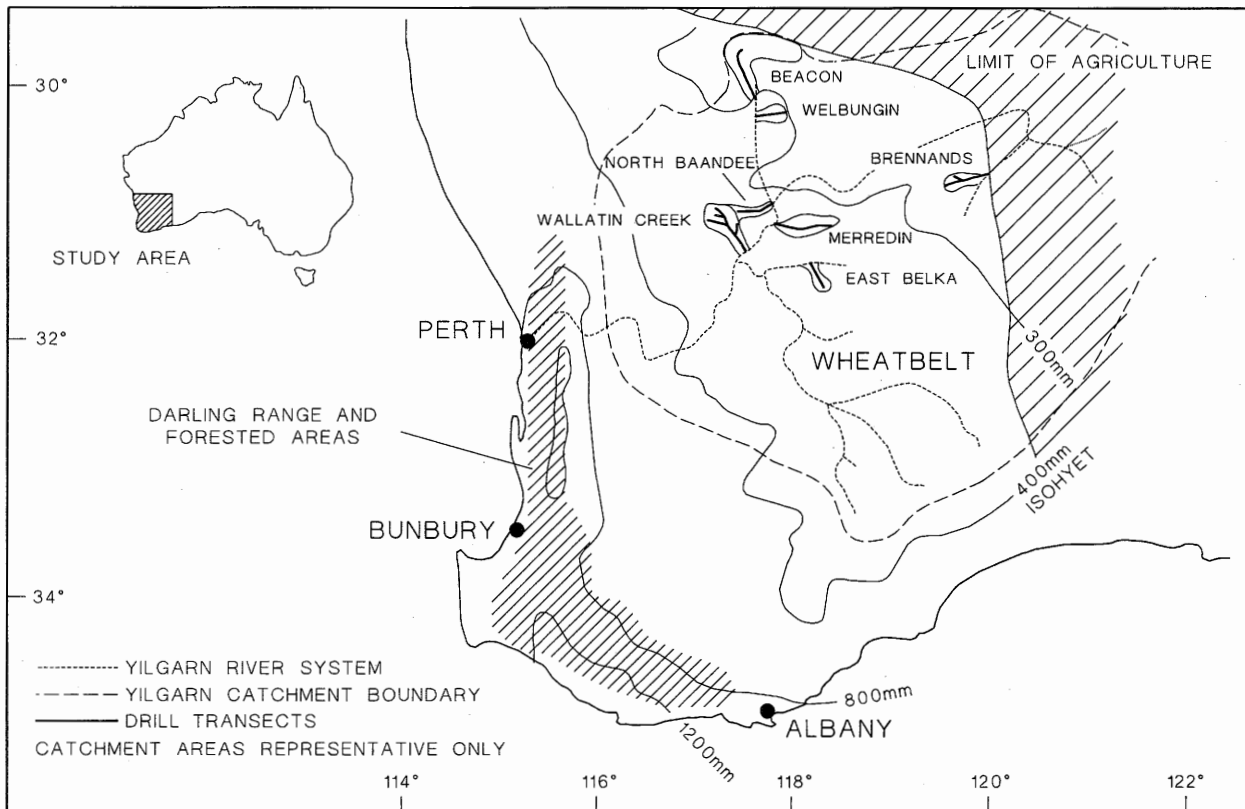 30°
32°
34°
STUDY AREA
LIMIT OF AGRICULTURE
BEACON
WELBUNGIN
NORTH BAANDEE
BRENNANDS
WALLATIN CREEK
MERREDIN
EAST BELKA
PERTH
WHEATBELT
300mm
DARLING RANGE AND
FORESTED AREAS
400mm
ISOHYET
BUNBURY
YILGARN RIVER SYSTEM
YILGARN CATCHMENT BOUNDARY
DRILL TRANSECTS
CATCHMENT AREAS REPRESENTATIVE ONLY
800mm
ALBANY
1200mm
114°
116°
118°
120°
122°